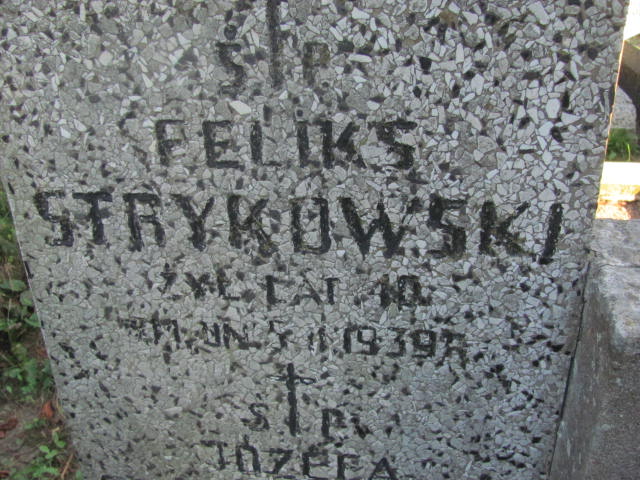 Ś P.
FELIKS
STRYKOWSKI
ŻYŁ LAT 10.
1939R
Ś P.
JÓZEFA